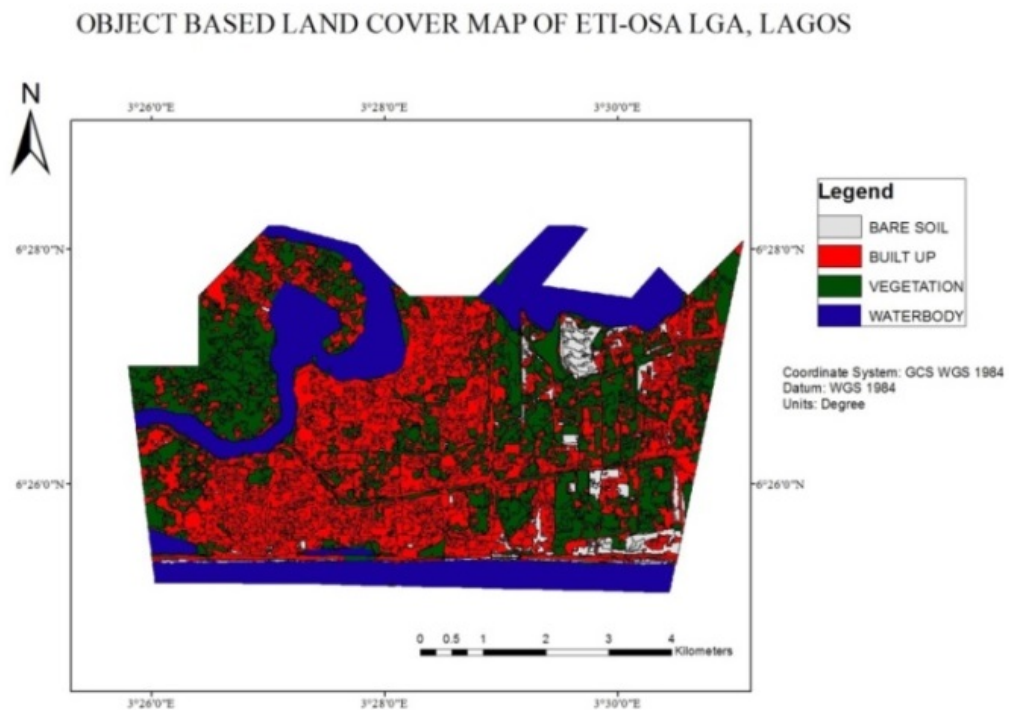 OBJECT BASED LAND COVER MAP OF ETI-OSA LGA, LAGOS
N
3°26'0"E 3°28'0"E 3°30'0"E
Legend
BARE SOIL
6°28'0"N 6°28'0"N
BUILT UP
VEGETATION
WATERBODY
Coordinate System: GCS WGS 1984
Datum: WGS 1984
Units: Degree
6°26'0"N 6°26'0"N
0 0.5 1 2 3 4
Kilometers
3°26'0"E 3°28'0"E 3°30'0"E